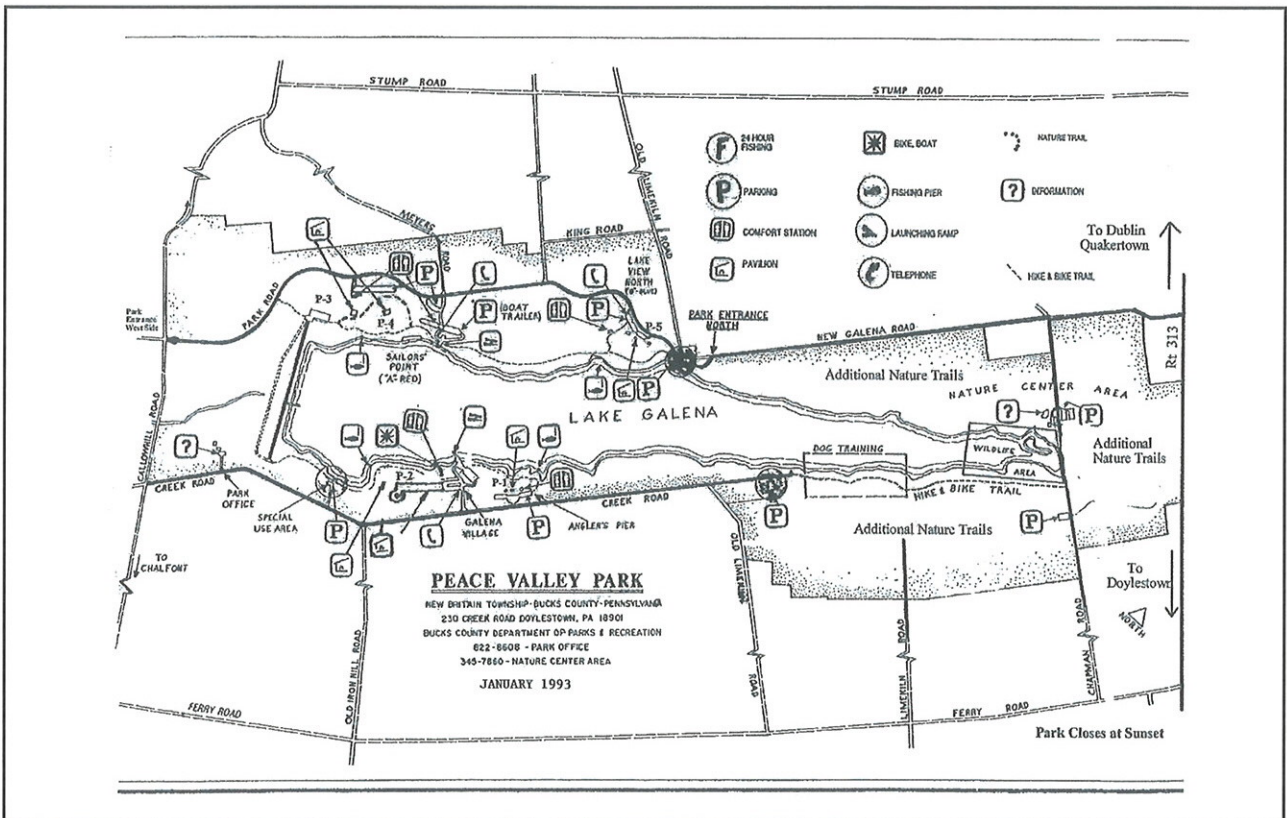 STUMP ROAD
STUMP ROAD
OLD LIMEKILN ROAD
F
24 HOUR
FISHING
BIKE, BOAT
NATURE TRAIL
P
PARKING
FISHING PIER
?
INFORMATION
COMFORT STATION
LAUNCHING RAMP
PAVILION
TELEPHONE
HIKE & BIKE TRAIL
To Dublin
Quakertown
MEYERS
ROAD
KING ROAD
LAKE
VIEW
NORTH
P
P
P
(BOAT
TRAILER)
PARK ROAD
P-3
P-4
P-5
Park
Entrance
West Side
PARK ENTRANCE
NORTH
NEW GALENA ROAD
Rt 313
SAILORS'
POINT
("A"-RED)
P
Additional Nature Trails
NATURE CENTER
AREA
?
P
LAKE GALENA
Additional
Nature Trails
CALLOWHILL ROAD
?
DOG TRAINING
WILDLIFE
AREA
CREEK ROAD
PARK
OFFICE
P-2
P-1
CREEK ROAD
HIKE & BIKE TRAIL
SPECIAL
USE AREA
P
GALENA
VILLAGE
P
ANGLER'S PIER
P
P
Additional Nature Trails
TO
CHALFONT
OLD LIMEKILN
ROAD
To
Doylestown
NORTH
PEACE VALLEY PARK
NEW BRITAIN TOWNSHIP-BUCKS COUNTY-PENNSYLVANIA
230 CREEK ROAD DOYLESTOWN, PA 18901
BUCKS COUNTY DEPARTMENT OF PARKS & RECREATION
822-8608 - PARK OFFICE
345-7860 - NATURE CENTER AREA
JANUARY 1993
OLD IRON HILL ROAD
LIMEKILN ROAD
CHAPMAN ROAD
FERRY ROAD
FERRY ROAD
Park Closes at Sunset